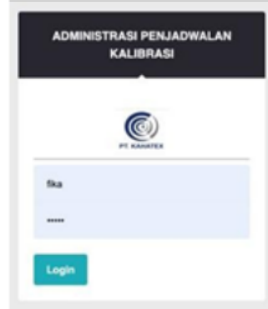 ADMINISTRASI PENJADWALAN
KALIBRASI
PT. KAHATEX
fika
•••••
Login